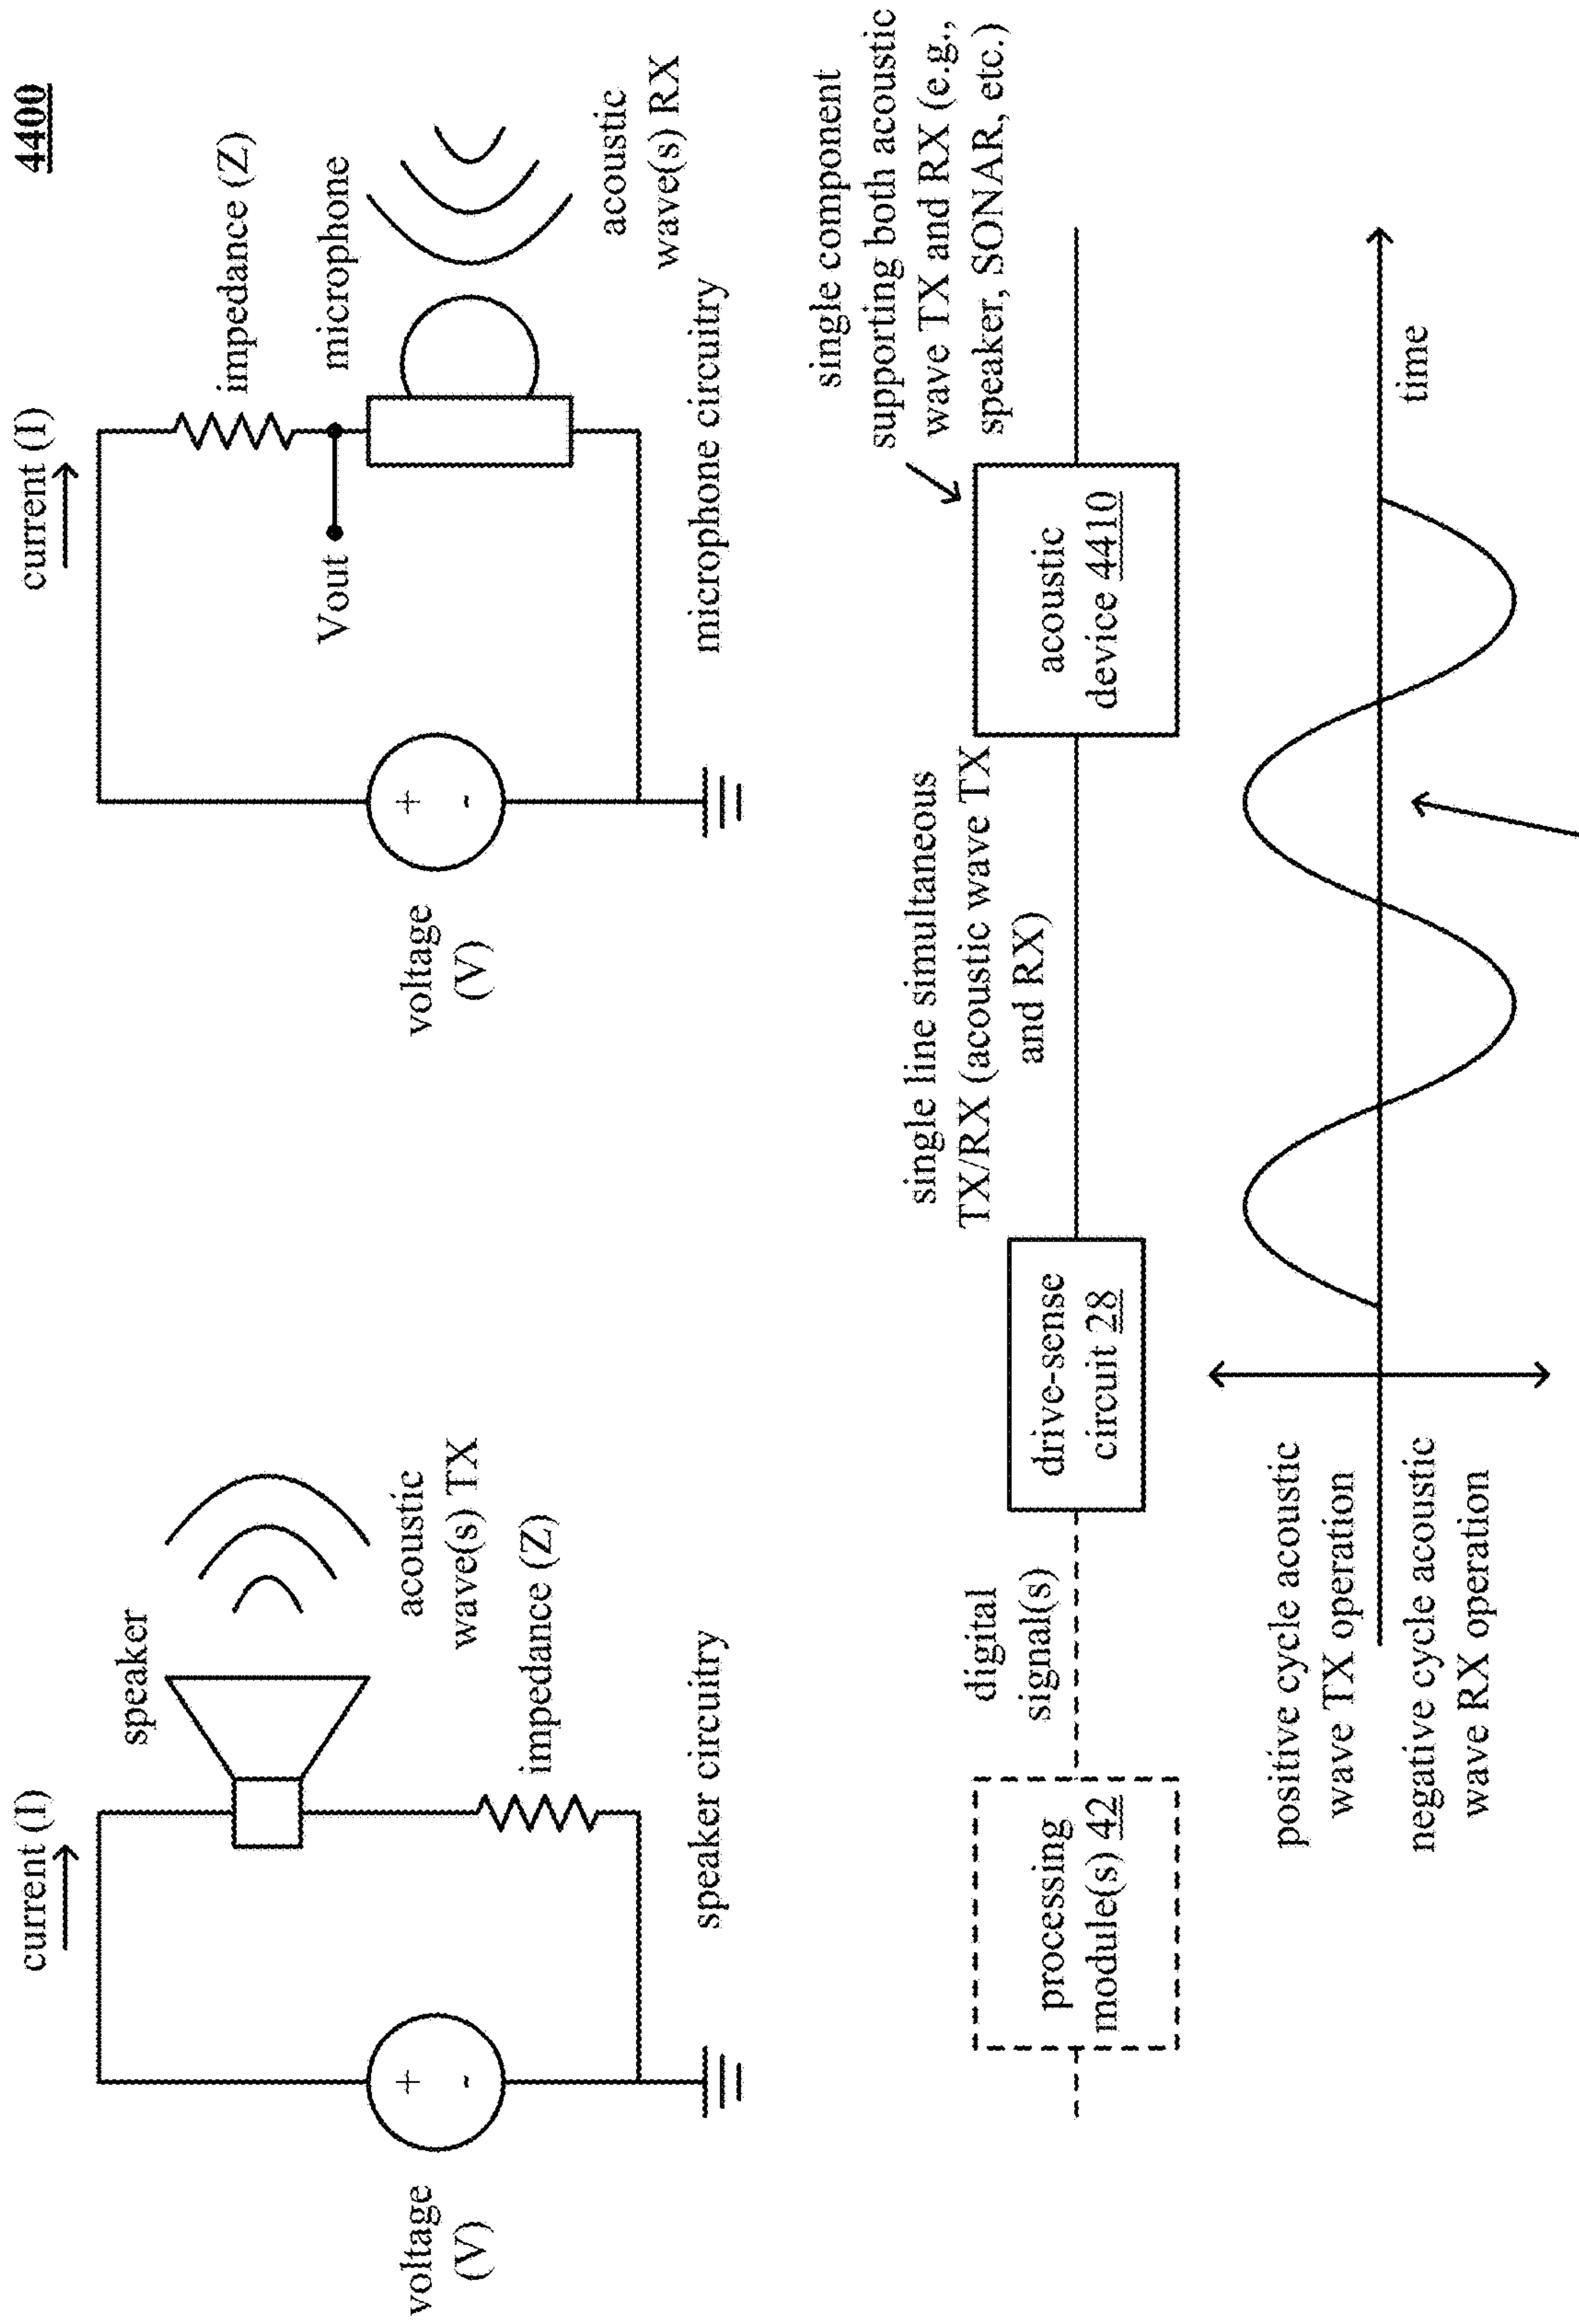 4400
current (I)
speaker
acoustic
wave(s) TX
impedance (Z)
voltage
(V)
+
-
speaker circuitry
current (I)
impedance (Z)
microphone
Vout
acoustic
wave(s) RX
voltage
(V)
+
-
microphone circuitry
single component
supporting both acoustic
wave TX and RX (e.g.,
speaker, SONAR, etc.)
single line simultaneous
TX/RX (acoustic wave TX
and RX)
digital
signal(s)
processing
module(s) 42
drive-sense
circuit 28
acoustic
device 4410
positive cycle acoustic
wave TX operation
negative cycle acoustic
wave RX operation
time